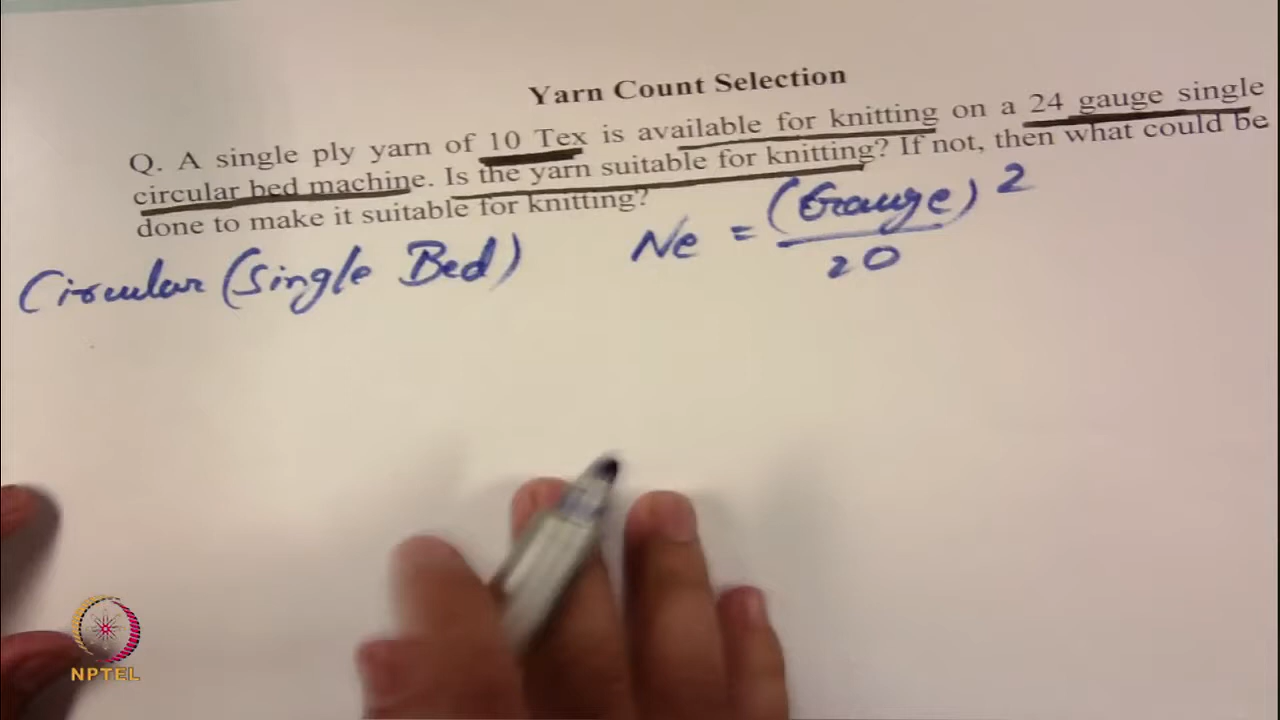 Yarn Count Selection
Q. A single ply yarn of 10 Tex is available for knitting on a 24 gauge single
circular bed machine. Is the yarn suitable for knitting? If not, then what could be
done to make it suitable for knitting?
Circular (Single Bed) Ne = (Gauge)2
20
NPTEL